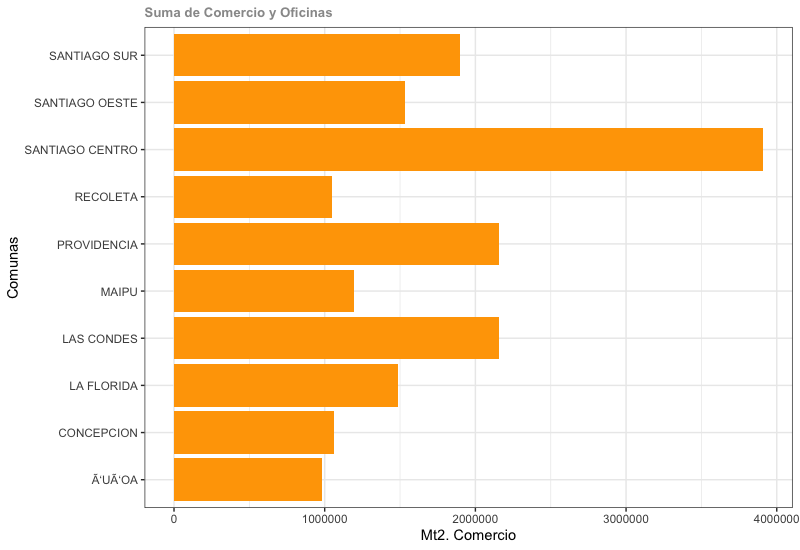 Suma de Comercio y Oficinas
SANTIAGO SUR
SANTIAGO OESTE
SANTIAGO CENTRO
RECOLETA
PROVIDENCIA
MAIPU
LAS CONDES
LA FLORIDA
CONCEPCION
Ã‘UÃ‘OA
Comunas
0 1000000 2000000 3000000 4000000
Mt2. Comercio